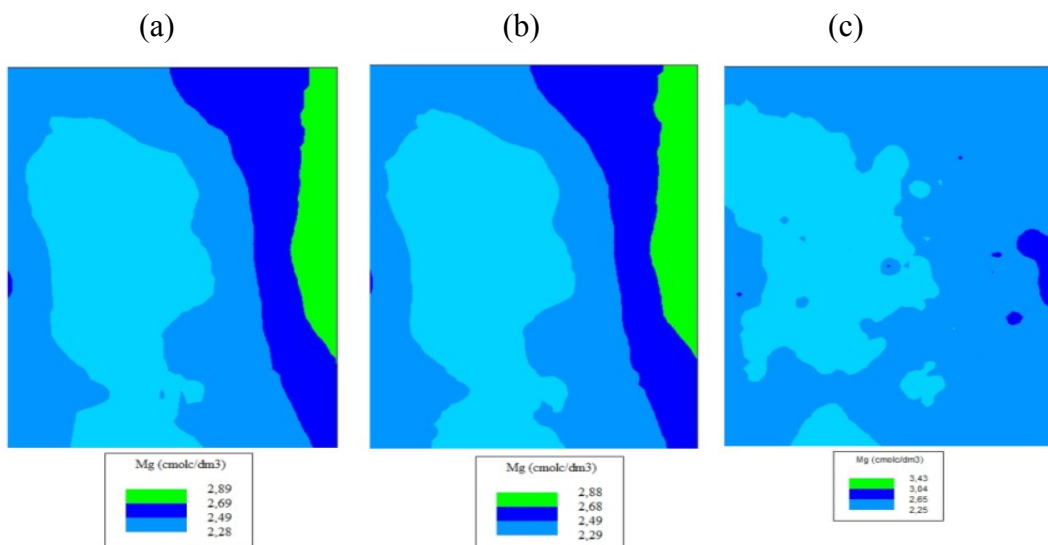 (a)
(b)
(c)
Mg (cmolc/dm3)
2,89
2,69
2,49
2,28
Mg (cmolc/dm3)
2,88
2,68
2,49
2,29
Mg (cmolc/dm3)
3,43
3,04
2,65
2,25